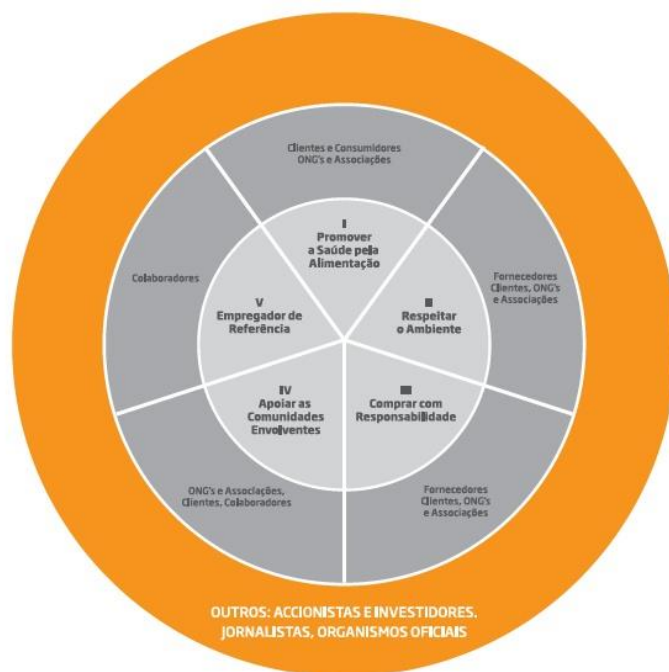 Clientes e Consumidores
ONG's e Associações
I
Promover
a Saúde pela
Alimentação
Colaboradores
V
Empregador de
Referência
II
Respeitar
o Ambiente
Fornecedores
Clientes, ONG's
e Associações
IV
Apoiar as
Comunidades
Envolventes
III
Comprar com
Responsabilidade
ONG's e Associações,
Clientes, Colaboradores
Fornecedores
Clientes, ONG's
e Associações
OUTROS: ACCIONISTAS E INVESTIDORES.
JORNALISTAS, ORGANISMOS OFICIAIS